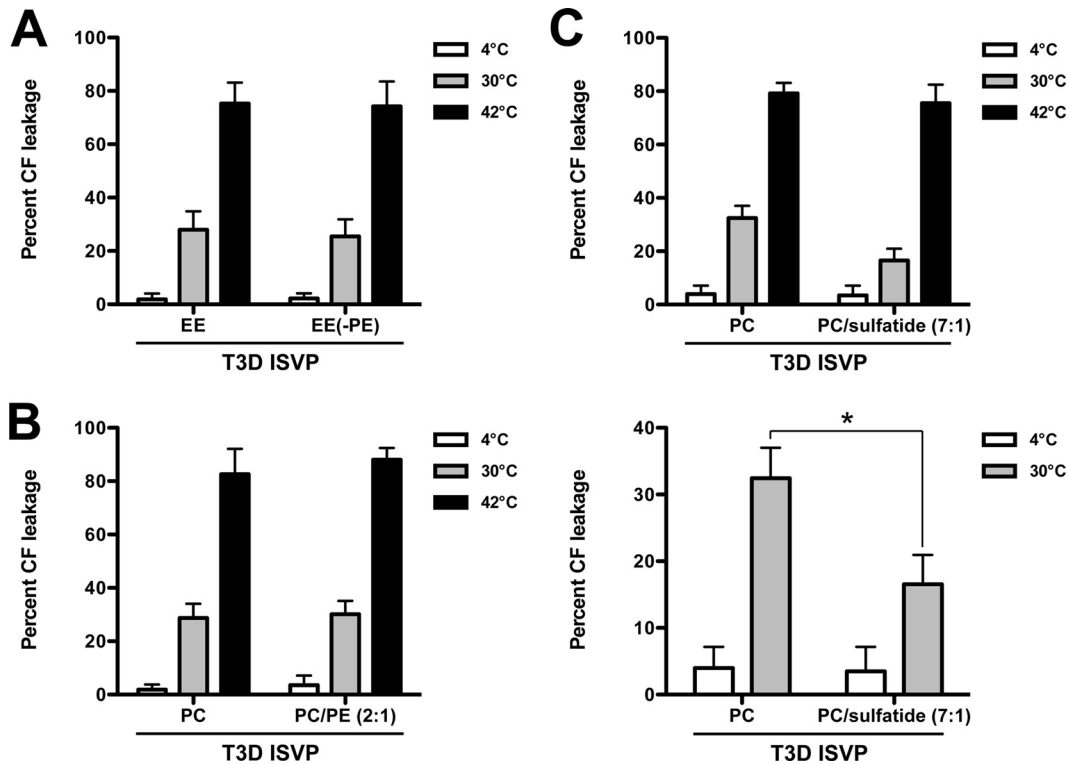 A
Percent CF leakage
100
80
60
40
20
0
4°C
30°C
42°C
EE
EE(-PE)
T3D ISVP
B
Percent CF leakage
100
80
60
40
20
0
4°C
30°C
42°C
PC
PC/PE (2:1)
T3D ISVP
C
Percent CF leakage
100
80
60
40
20
0
4°C
30°C
42°C
PC
PC/sulfatide (7:1)
T3D ISVP
Percent CF leakage
40
30
20
10
0
*
4°C
30°C
PC
PC/sulfatide (7:1)
T3D ISVP